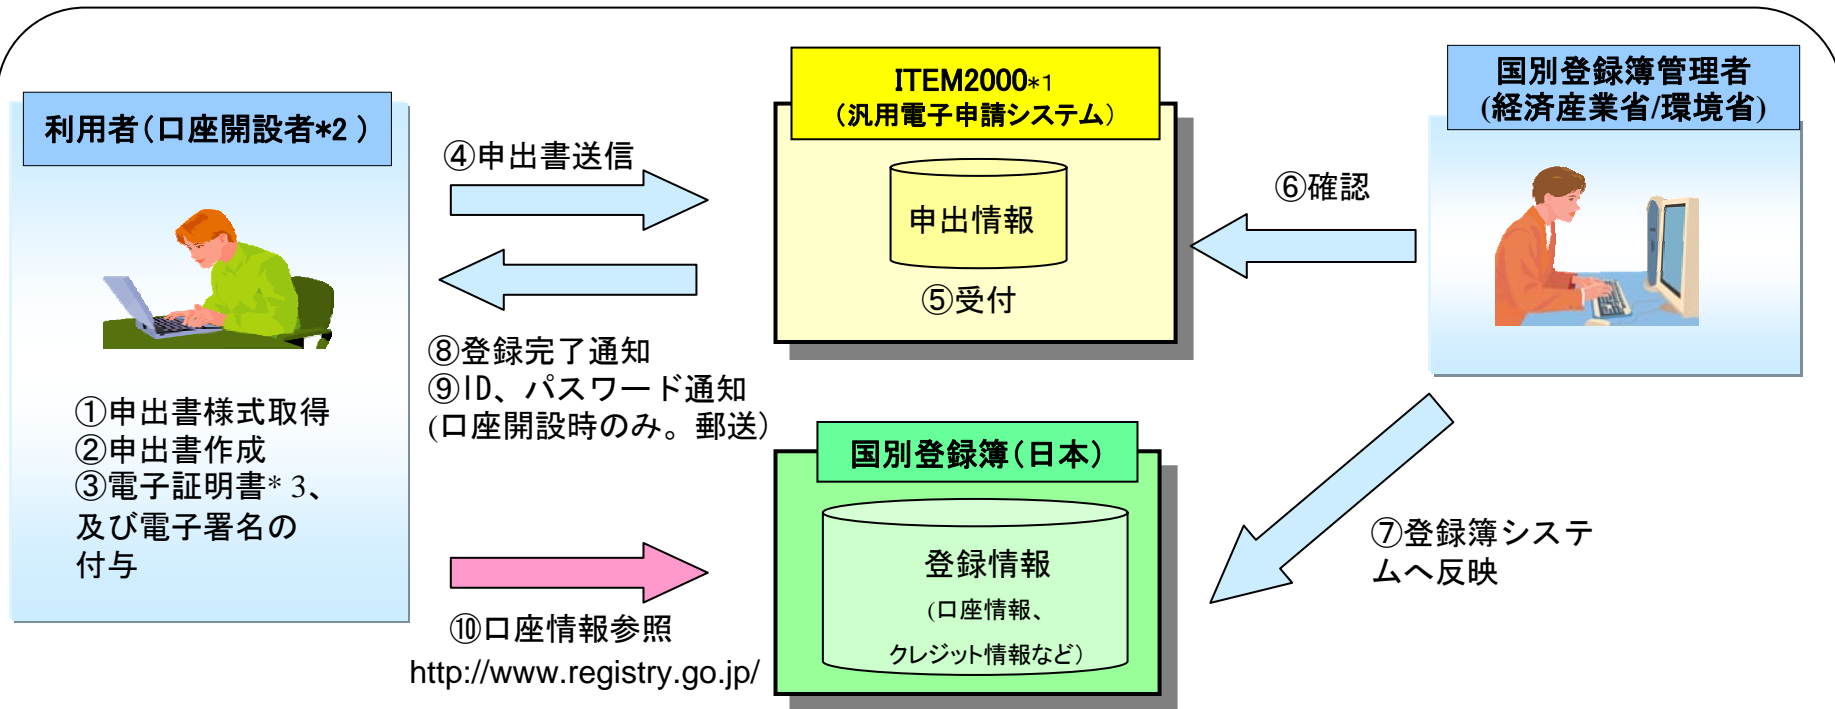 利用者（口座開設者*2 ）
①申出書様式取得
②申出書作成
③電子証明書* 3、
及び電子署名の
付与
④申出書送信
⑧登録完了通知
⑨ID、パスワード通知
(口座開設時のみ。郵送）
⑩口座情報参照
http://www.registry.go.jp/
ITEM2000*1
（汎用電子申請システム）
申出情報
⑤受付
国別登録簿（日本）
登録情報
(口座情報、
クレジット情報など）
⑥確認
国別登録簿管理者
(経済産業省/環境省)
⑦登録簿システ
ムへ反映